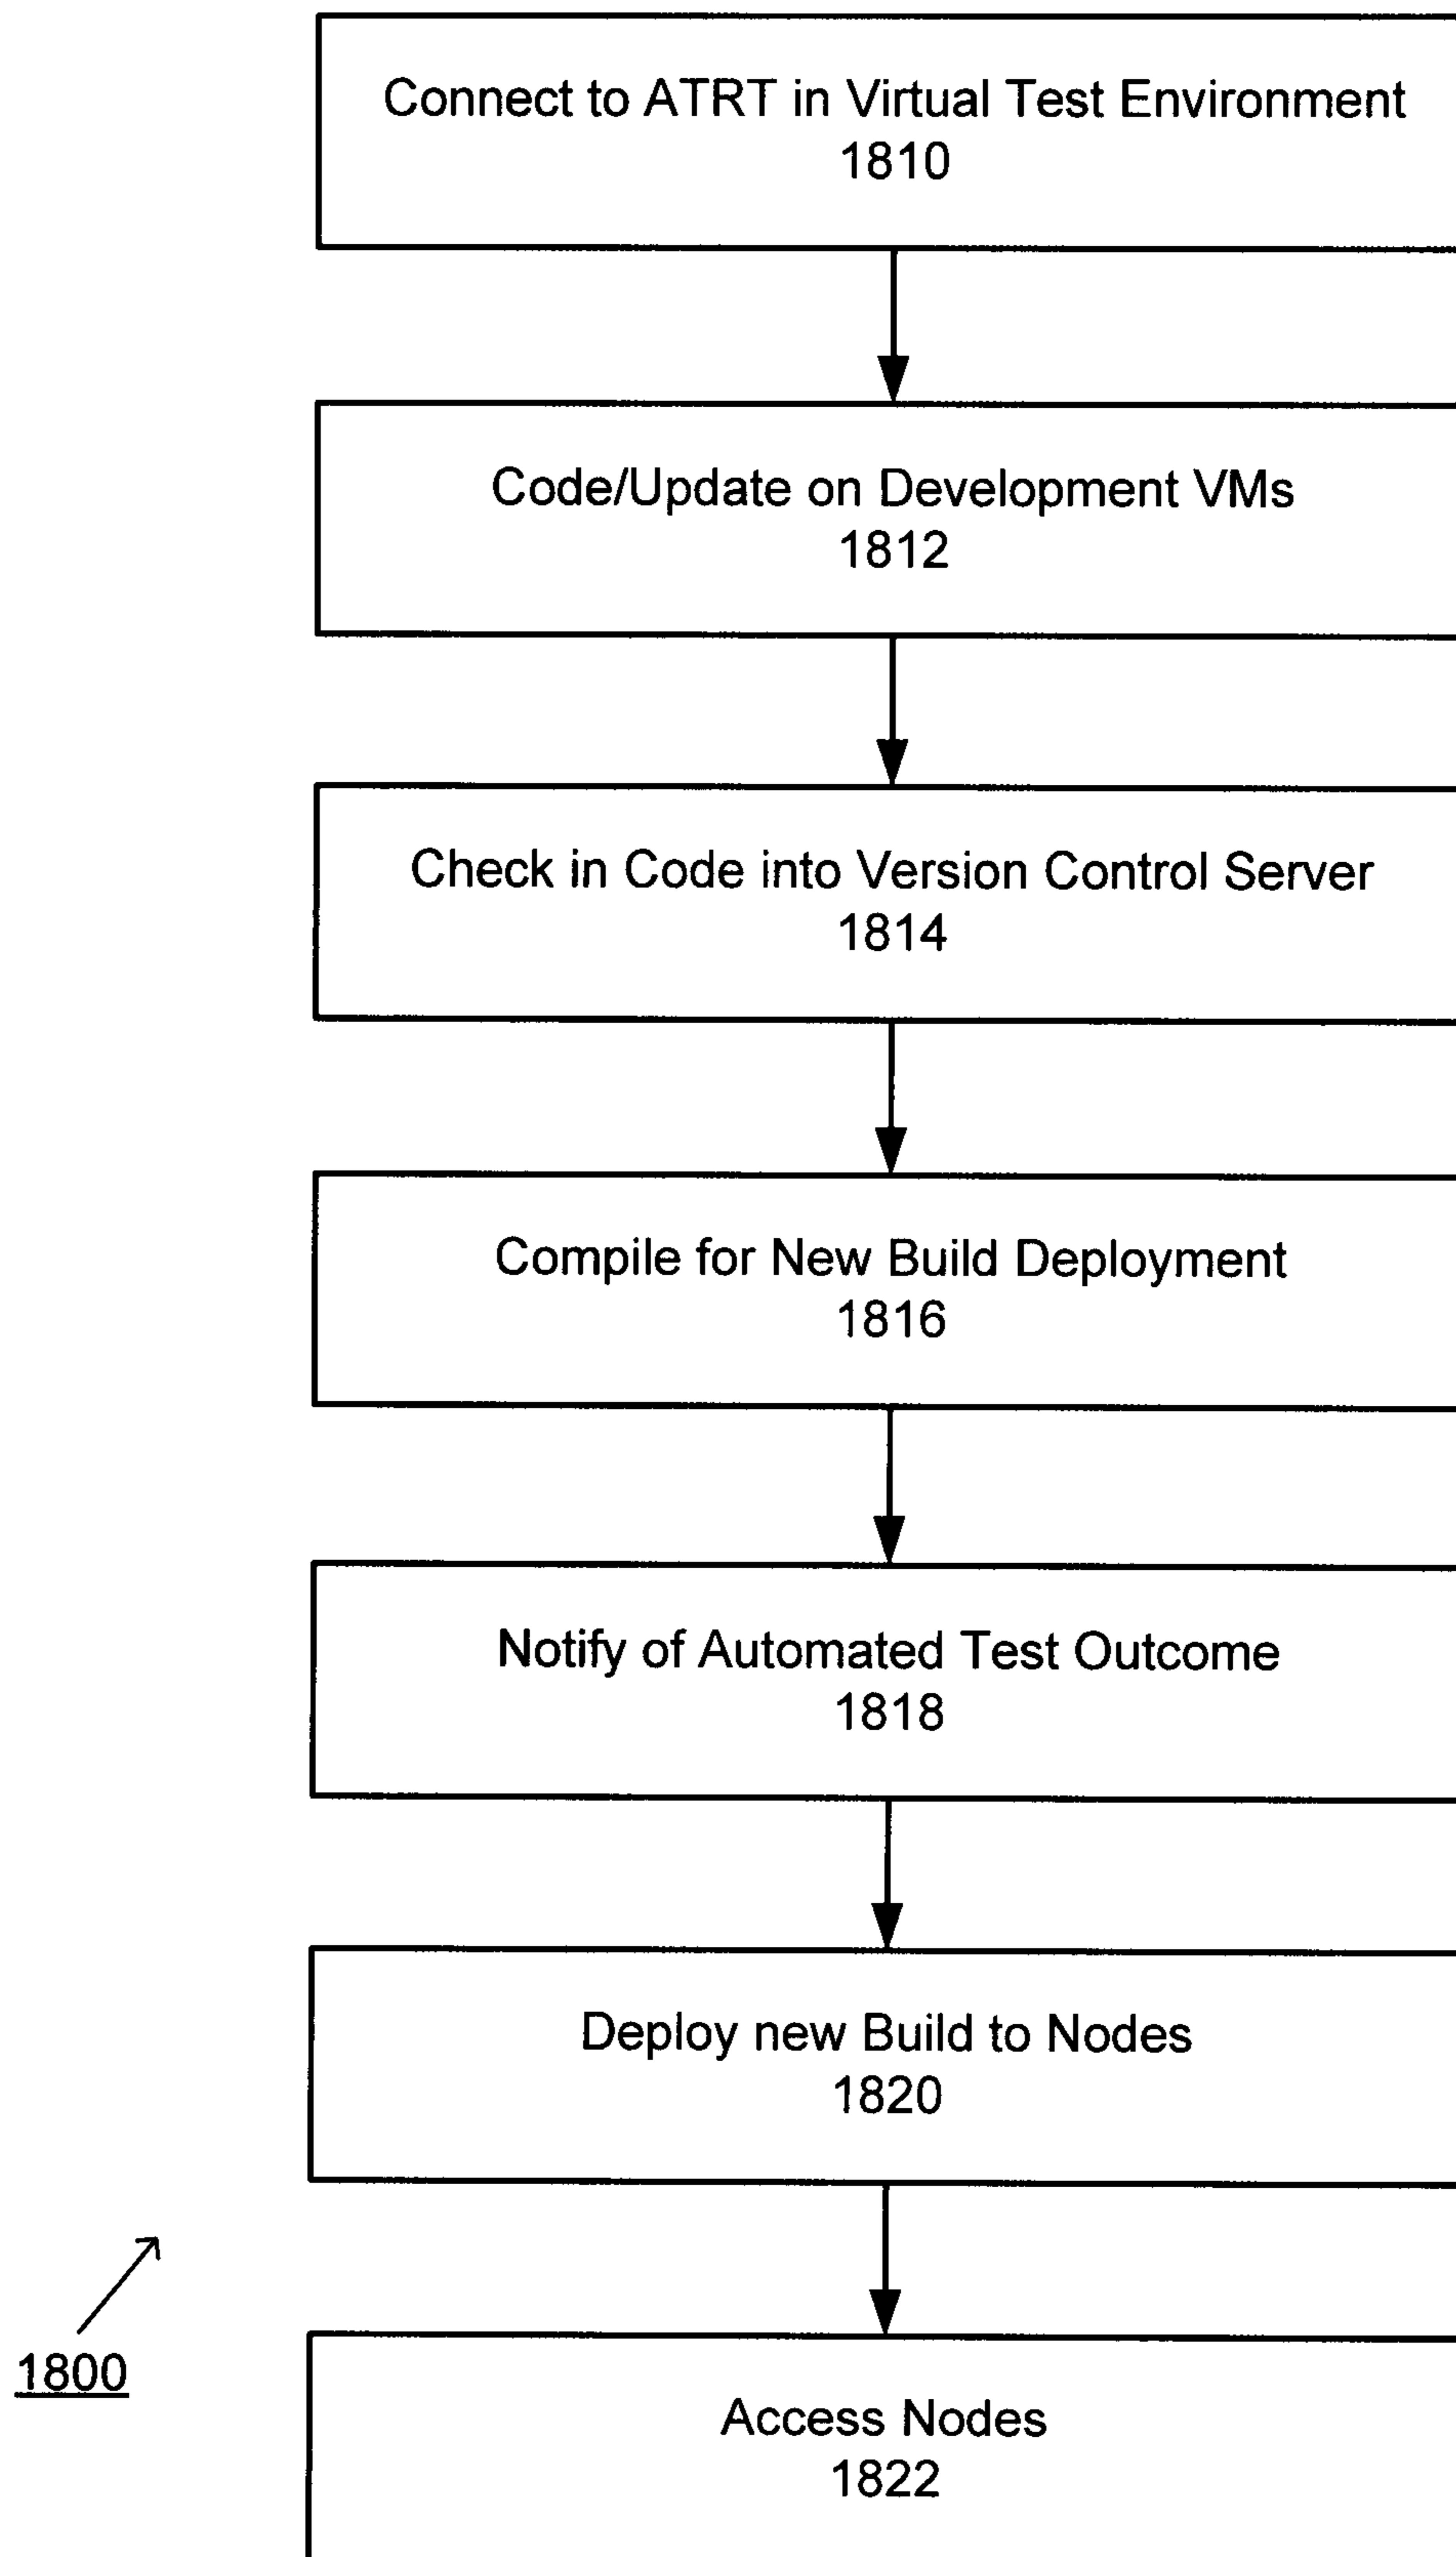 Connect to ATRT in Virtual Test Environment
1810
Code/Update on Development VMs
1812
Check in Code into Version Control Server
1814
Compile for New Build Deployment
1816
Notify of Automated Test Outcome
1818
Deploy new Build to Nodes
1820
1800
Access Nodes
1822